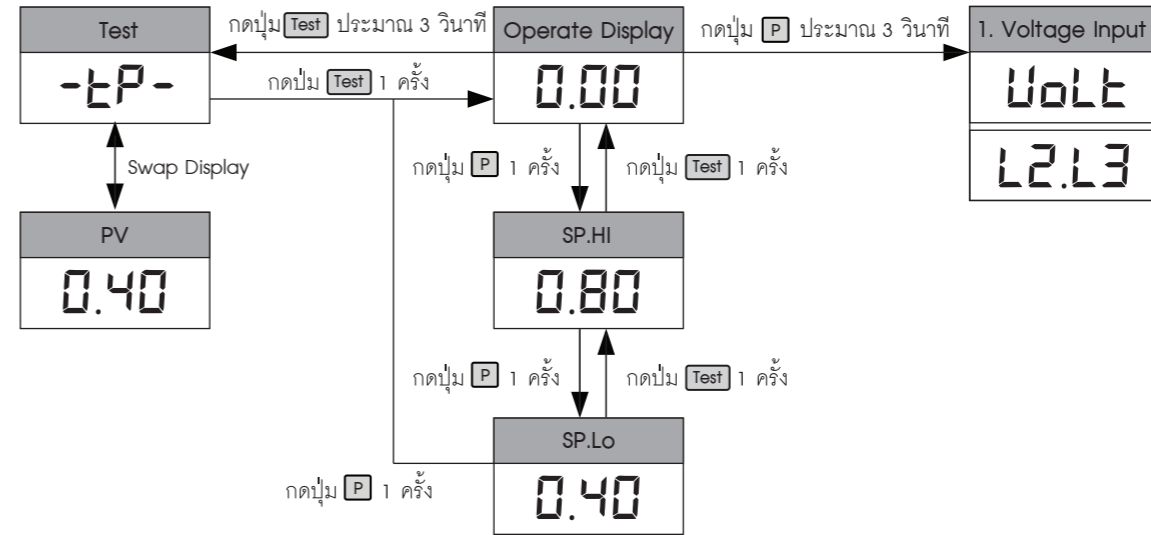 Test
กดปุ่ม Test ประมาณ 3 วินาที
Operate Display
กดปุ่ม P ประมาณ 3 วินาที
1. Voltage Input
-tP-
กดปุ่ม Test 1 ครั้ง
0.00
VoLt
L2.L3
Swap Display
กดปุ่ม P 1 ครั้ง
กดปุ่ม Test 1 ครั้ง
PV
0.40
SP.HI
0.80
กดปุ่ม P 1 ครั้ง
กดปุ่ม Test 1 ครั้ง
SP.Lo
0.40
กดปุ่ม P 1 ครั้ง